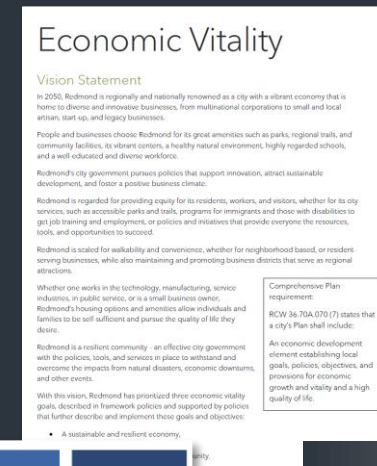 Economic Vitality
Vision Statement
In 2050, Redmond is regionally and nationally renowned as a city with a vibrant economy that is
home to diverse and innovative businesses, from multinational corporations to small and local
artisan, start-up, and legacy businesses.
People and businesses choose Redmond for its great amenities such as parks, regional trails, and
community facilities, its vibrant centers, a healthy natural environment, highly regarded schools,
and a well-educated and diverse workforce.
Redmond's city government pursues policies that support innovation, attract sustainable
development, and foster a positive business climate.
Redmond is regarded for providing equity for its residents, workers, and visitors, whether for its city
services, such as accessible parks and trails, programs for immigrants and those with disabilities to
get job training and employment, or policies and initiatives that provide everyone the resources,
tools, and opportunities to succeed.
Redmond is scaled for walkability and convenience, whether for neighborhood based, or resident-
serving businesses, while also maintaining and promoting business districts that serve as regional
attractions.
Whether one works in the technology, manufacturing, service
industries, in public service, or is a small business owner,
Redmond's housing options and amenities allow individuals and
families to be self sufficient and pursue the quality of life they
desire.
Redmond is a resilient community - an effective city government
with the policies, tools, and services in place to withstand and
overcome the impacts from natural disasters, economic downturns,
and other events.
With this vision, Redmond has prioritized three economic vitality
goals, described in framework policies and supported by policies
that further describe and implement these goals and objectives:
• A sustainable and resilient economy,
Comprehensive Plan
requirement:
RCW 36.70A.070 (7) states that
a city's Plan shall include:
An economic development
element establishing local
goals, policies, objectives, and
provisions for economic
growth and vitality and a high
quality of life.